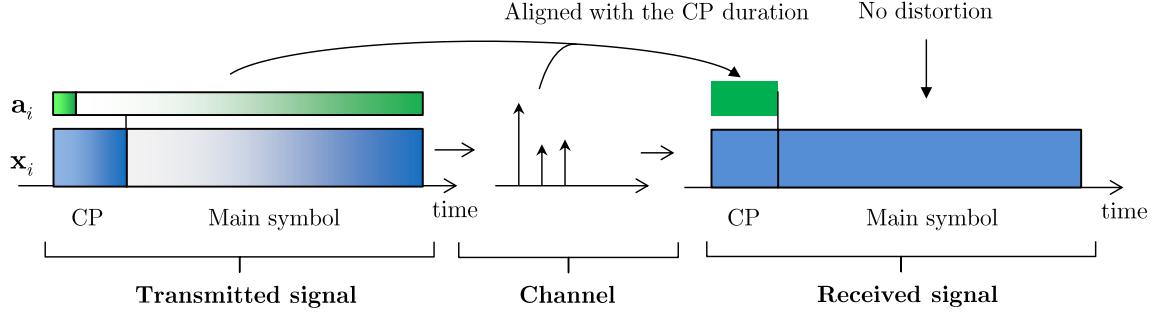 Aligned with the CP duration
No distortion
a_i
x_i
time
time
CP
Main symbol
CP
Main symbol
Transmitted signal
Channel
Received signal